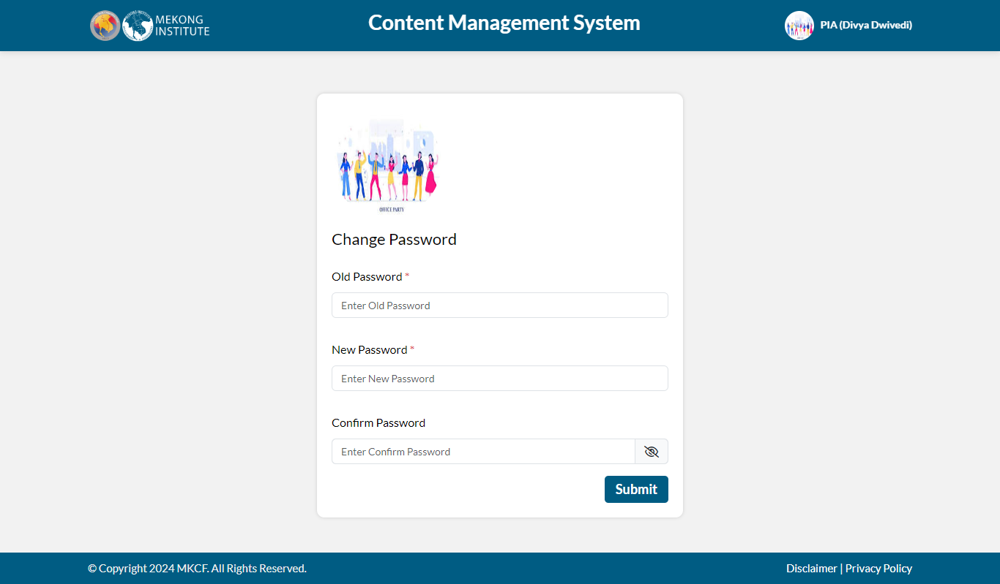 MEKONG
INSTITUTE
Content Management System
PIA (Divya Dwivedi)
OFFICE PARTY
Change Password
Old Password *
Enter Old Password
New Password *
Enter New Password
Confirm Password
Enter Confirm Password
Submit
© Copyright 2024 MKCF. All Rights Reserved.
Disclaimer | Privacy Policy